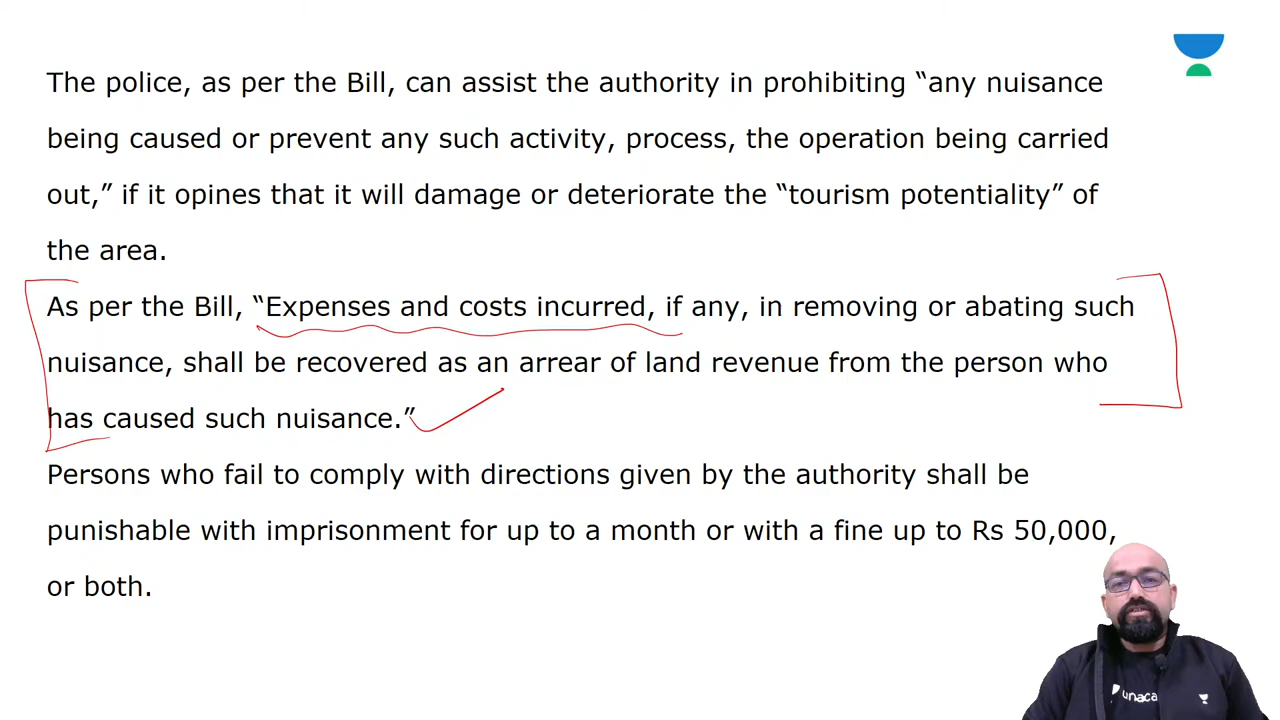 The police, as per the Bill, can assist the authority in prohibiting “any nuisance
being caused or prevent any such activity, process, the operation being carried
out,” if it opines that it will damage or deteriorate the “tourism potentiality” of
the area.
As per the Bill, “Expenses and costs incurred, if any, in removing or abating such
nuisance, shall be recovered as an arrear of land revenue from the person who
has caused such nuisance.”
Persons who fail to comply with directions given by the authority shall be
punishable with imprisonment for up to a month or with a fine up to Rs 50,000,
or both.
unaca